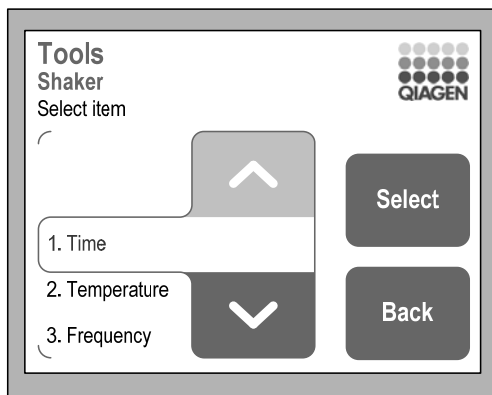 Tools
Shaker
Select item
QIAGEN
1. Time
2. Temperature
3. Frequency
Select
Back